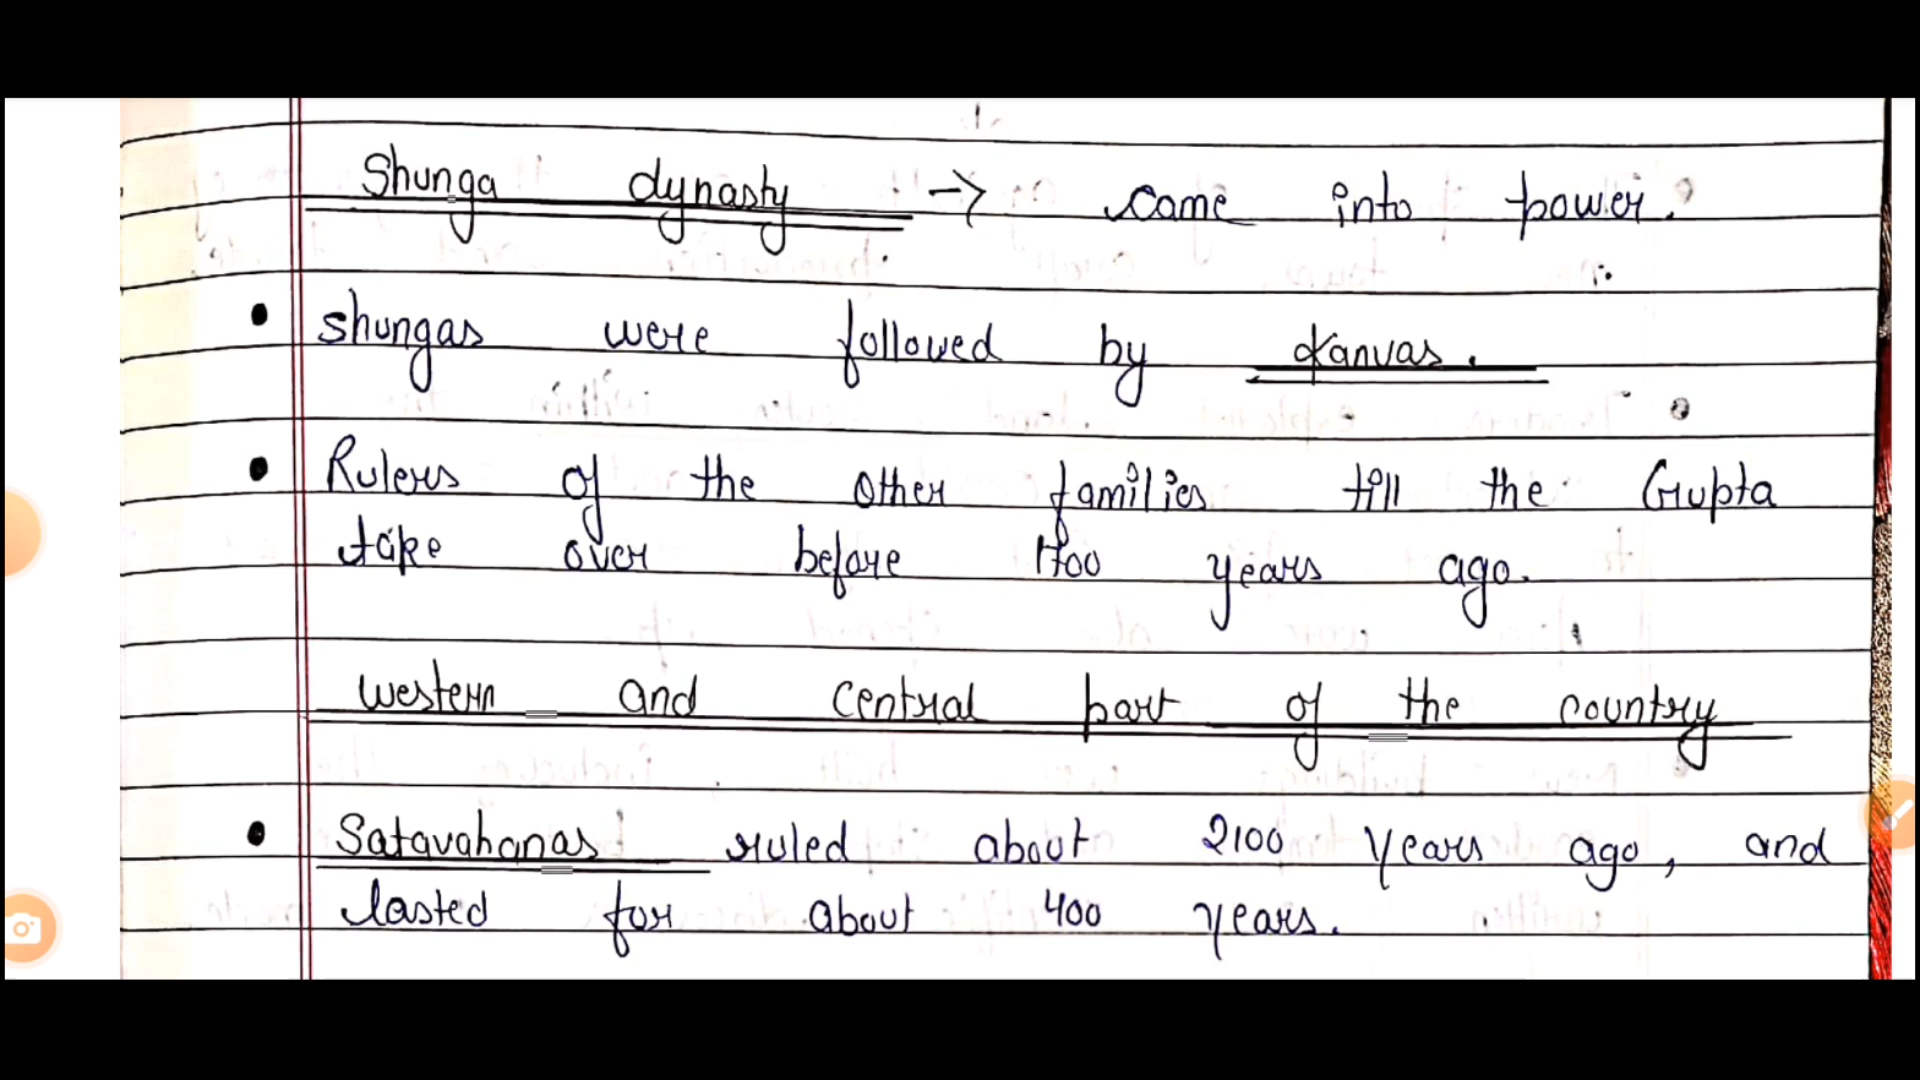 Shunga dynasty → came into power.
• shungas were followed by Kanvas.
• Rulers of the other families till the Gupta
take over before 1700 years ago.
western and central part of the country
• Satavahanas ruled about 2100 years ago, and
lasted for about 400 years.